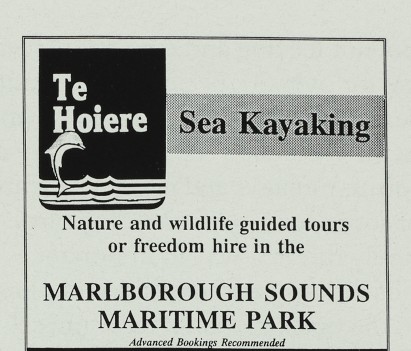 Te
Hoiere
Sea Kayaking
Nature and wildlife guided tours
or freedom hire in the
MARLBOROUGH SOUNDS
MARITIME PARK
Advanced Bookings Recommended